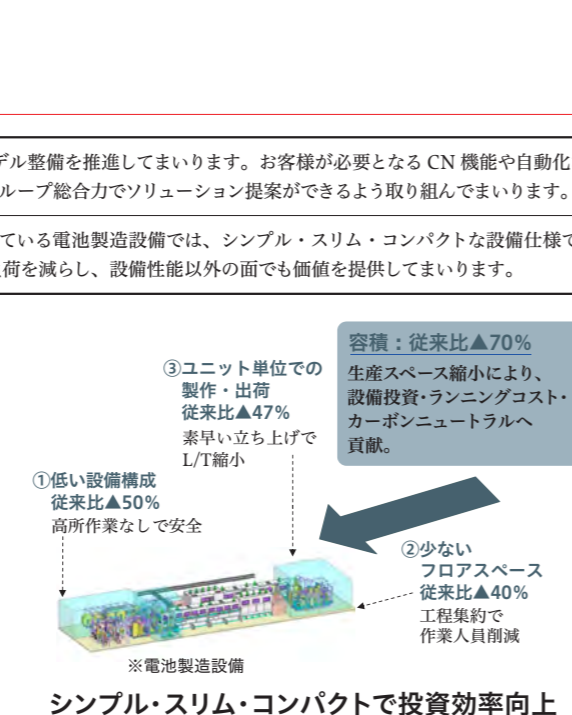 デル整備を推進してまいります。お客様が必要となる CN 機能や自動化
ループ総合力でソリューション提案ができるよう取り組んでまいります。
ている電池製造設備では、シンプル・スリム・コンパクトな設備仕様で
荷を減らし、設備性能以外の面でも価値を提供してまいります。
容積：従来比▲70%
生産スペース縮小により、
設備投資・ランニングコスト・
カーボンニュートラルへ
貢献。
③ユニット単位での
製作・出荷
従来比▲47%
素早い立ち上げで
L/T縮小
①低い設備構成
従来比▲50%
高所作業なしで安全
②少ない
フロアスペース
従来比▲40%
工程集約で
作業人員削減
※電池製造設備
シンプル・スリム・コンパクトで投資効率向上